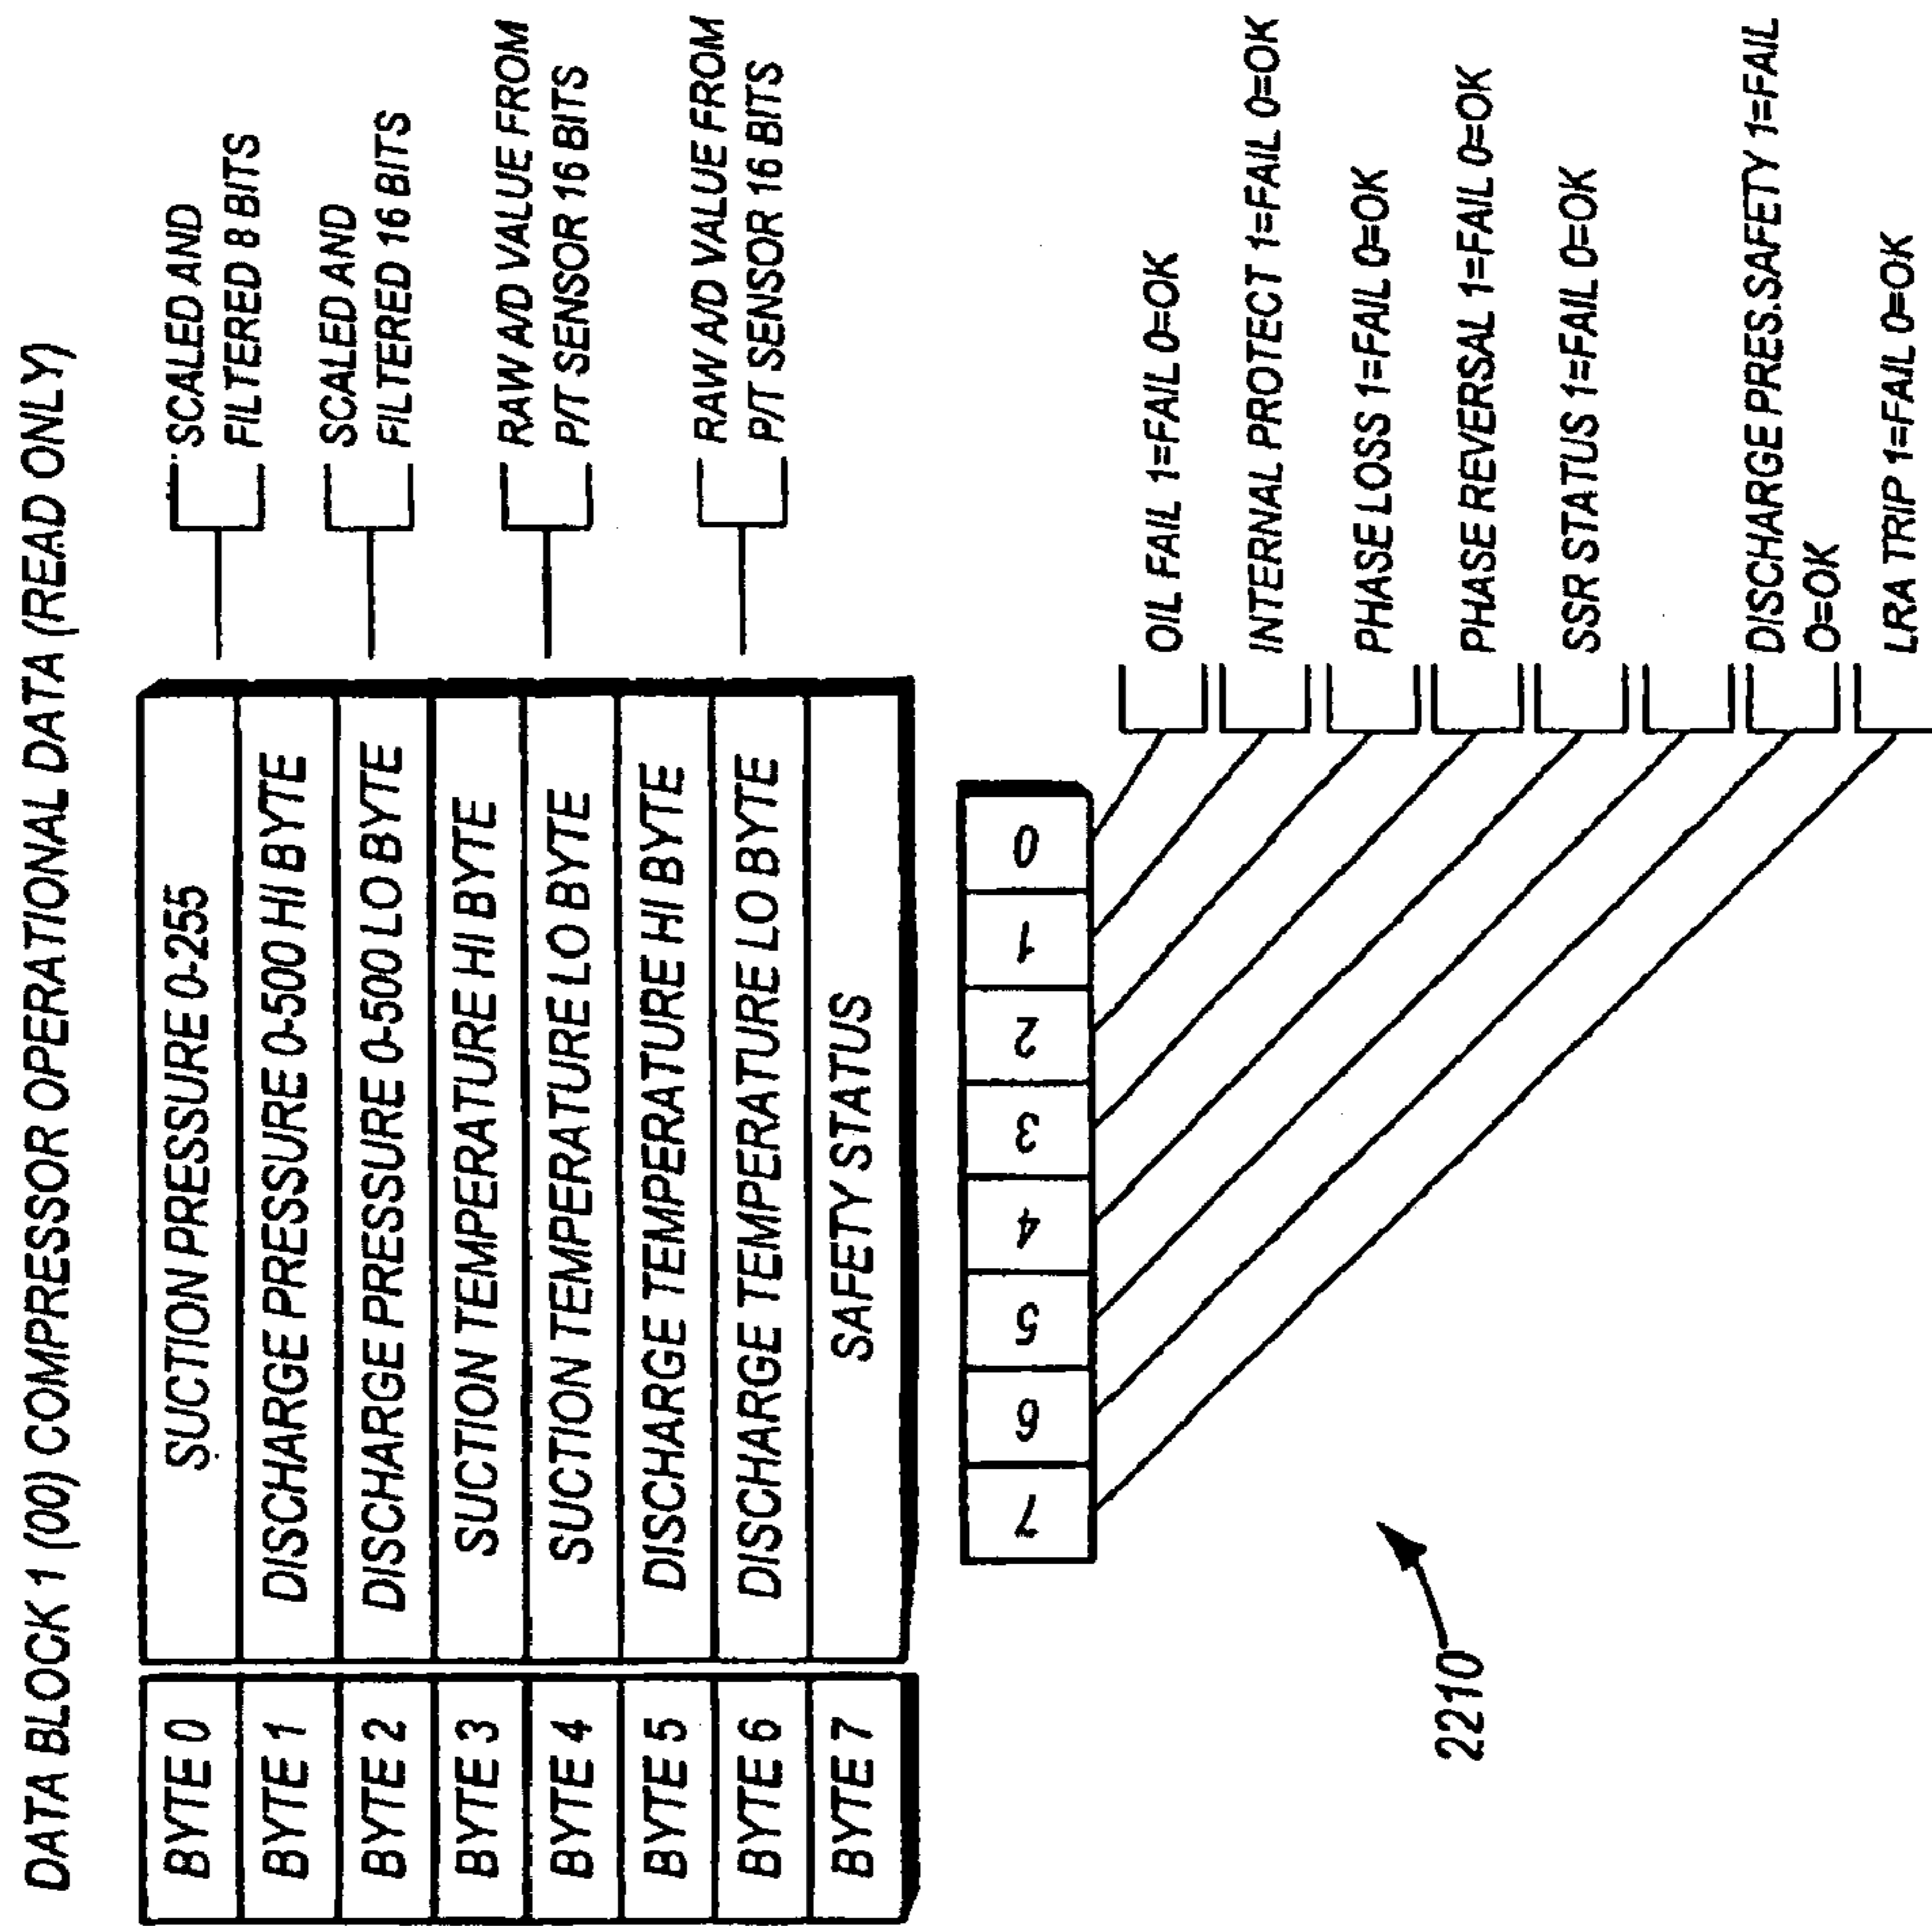 DATA BLOCK 1 (00) COMPRESSOR OPERATIONAL DATA (READ ONLY)
BYTE 0 SUCTION PRESSURE 0-255
BYTE 1 DISCHARGE PRESSURE 0-500 HI BYTE
BYTE 2 DISCHARGE PRESSURE 0-500 LO BYTE
BYTE 3 SUCTION TEMPERATURE HI BYTE
BYTE 4 SUCTION TEMPERATURE LO BYTE
BYTE 5 DISCHARGE TEMPERATURE HI BYTE
BYTE 6 DISCHARGE TEMPERATURE LO BYTE
BYTE 7 SAFETY STATUS
SCALED AND
FILTERED 8 BITS
SCALED AND
FILTERED 16 BITS
RAW A/D VALUE FROM
P/T SENSOR 16 BITS
RAW A/D VALUE FROM
P/T SENSOR 16 BITS
7 6 5 4 3 2 1 0
OIL FAIL 1=FAIL 0=OK
INTERNAL PROTECT 1=FAIL 0=OK
PHASE LOSS 1=FAIL 0=OK
PHASE REVERSAL 1=FAIL 0=OK
SSR STATUS 1=FAIL 0=OK
DISCHARGE PRES.SAFETY 1=FAIL
0=OK
LRA TRIP 1=FAIL 0=OK
2210